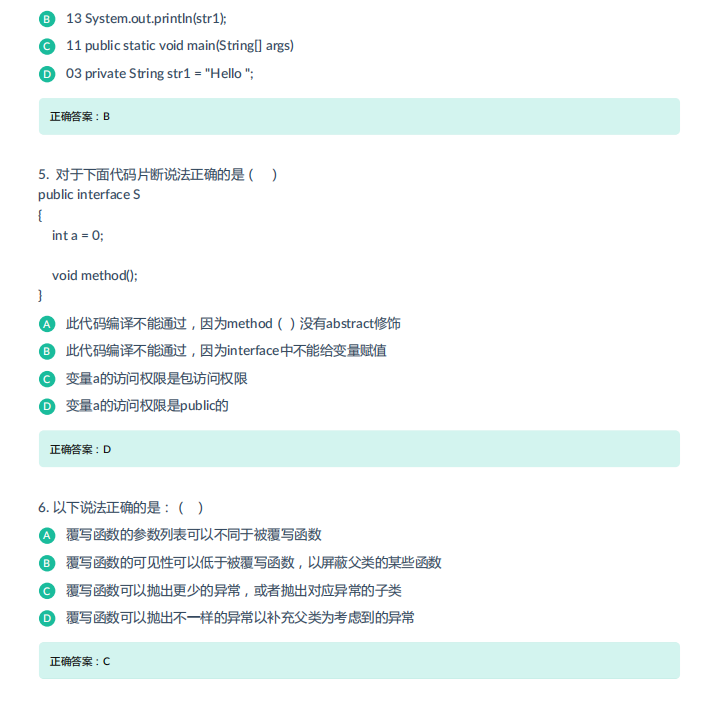 B 13 System.out.println(str1);
C 11 public static void main(String[] args)
D 03 private String str1 = "Hello ";
正确答案：B
5. 对于下面代码片断说法正确的是（ ）
public interface S
{
int a = 0;
void method();
}
A 此代码编译不能通过，因为method（）没有abstract修饰
B 此代码编译不能通过，因为interface中不能给变量赋值
C 变量a的访问权限是包访问权限
D 变量a的访问权限是public的
正确答案：D
6. 以下说法正确的是：（ ）
A 覆写函数的参数列表可以不同于被覆写函数
B 覆写函数的可见性可以低于被覆写函数，以屏蔽父类的某些函数
C 覆写函数可以抛出更少的异常，或者抛出对应异常的子类
D 覆写函数可以抛出不一样的异常以补充父类为考虑到的异常
正确答案：C